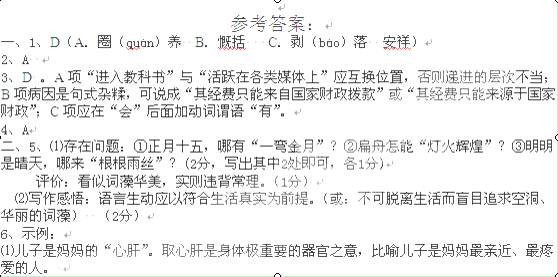 参考答案：
一、1、D（A．圈（quán）养 B．慨括 C．剥（bāo）落 安祥）
2、A
3、D 。A 项“进入教科书”与“活跃在各类媒体上”应互换位置，否则递进的层次不当；
B 项病因是句式杂糅，可说成“其经费只能来自国家财政拨款”或“其经费只能来源于国家
财政”；C 项应在“会”后面加动词谓语“有”。
4、A
二、5、⑴存在问题：①正月十五，哪有“一弯金月”？②扁舟怎能“灯火辉煌”？③明明
是晴天，哪来“根根雨丝”？（2分，写出其中2处即可，各1分）
评价：看似词藻华美，实则违背常理。（1分）
⑵写作感悟：语言生动应以符合生活真实为前提。（或：不可脱离生活而盲目追求空洞、
华丽的词藻） （2分）
6、示例：
⑴儿子是妈妈的“心肝”。取心肝是身体极重要的器官之意，比喻儿子是妈妈最亲近、最疼
爱的人。